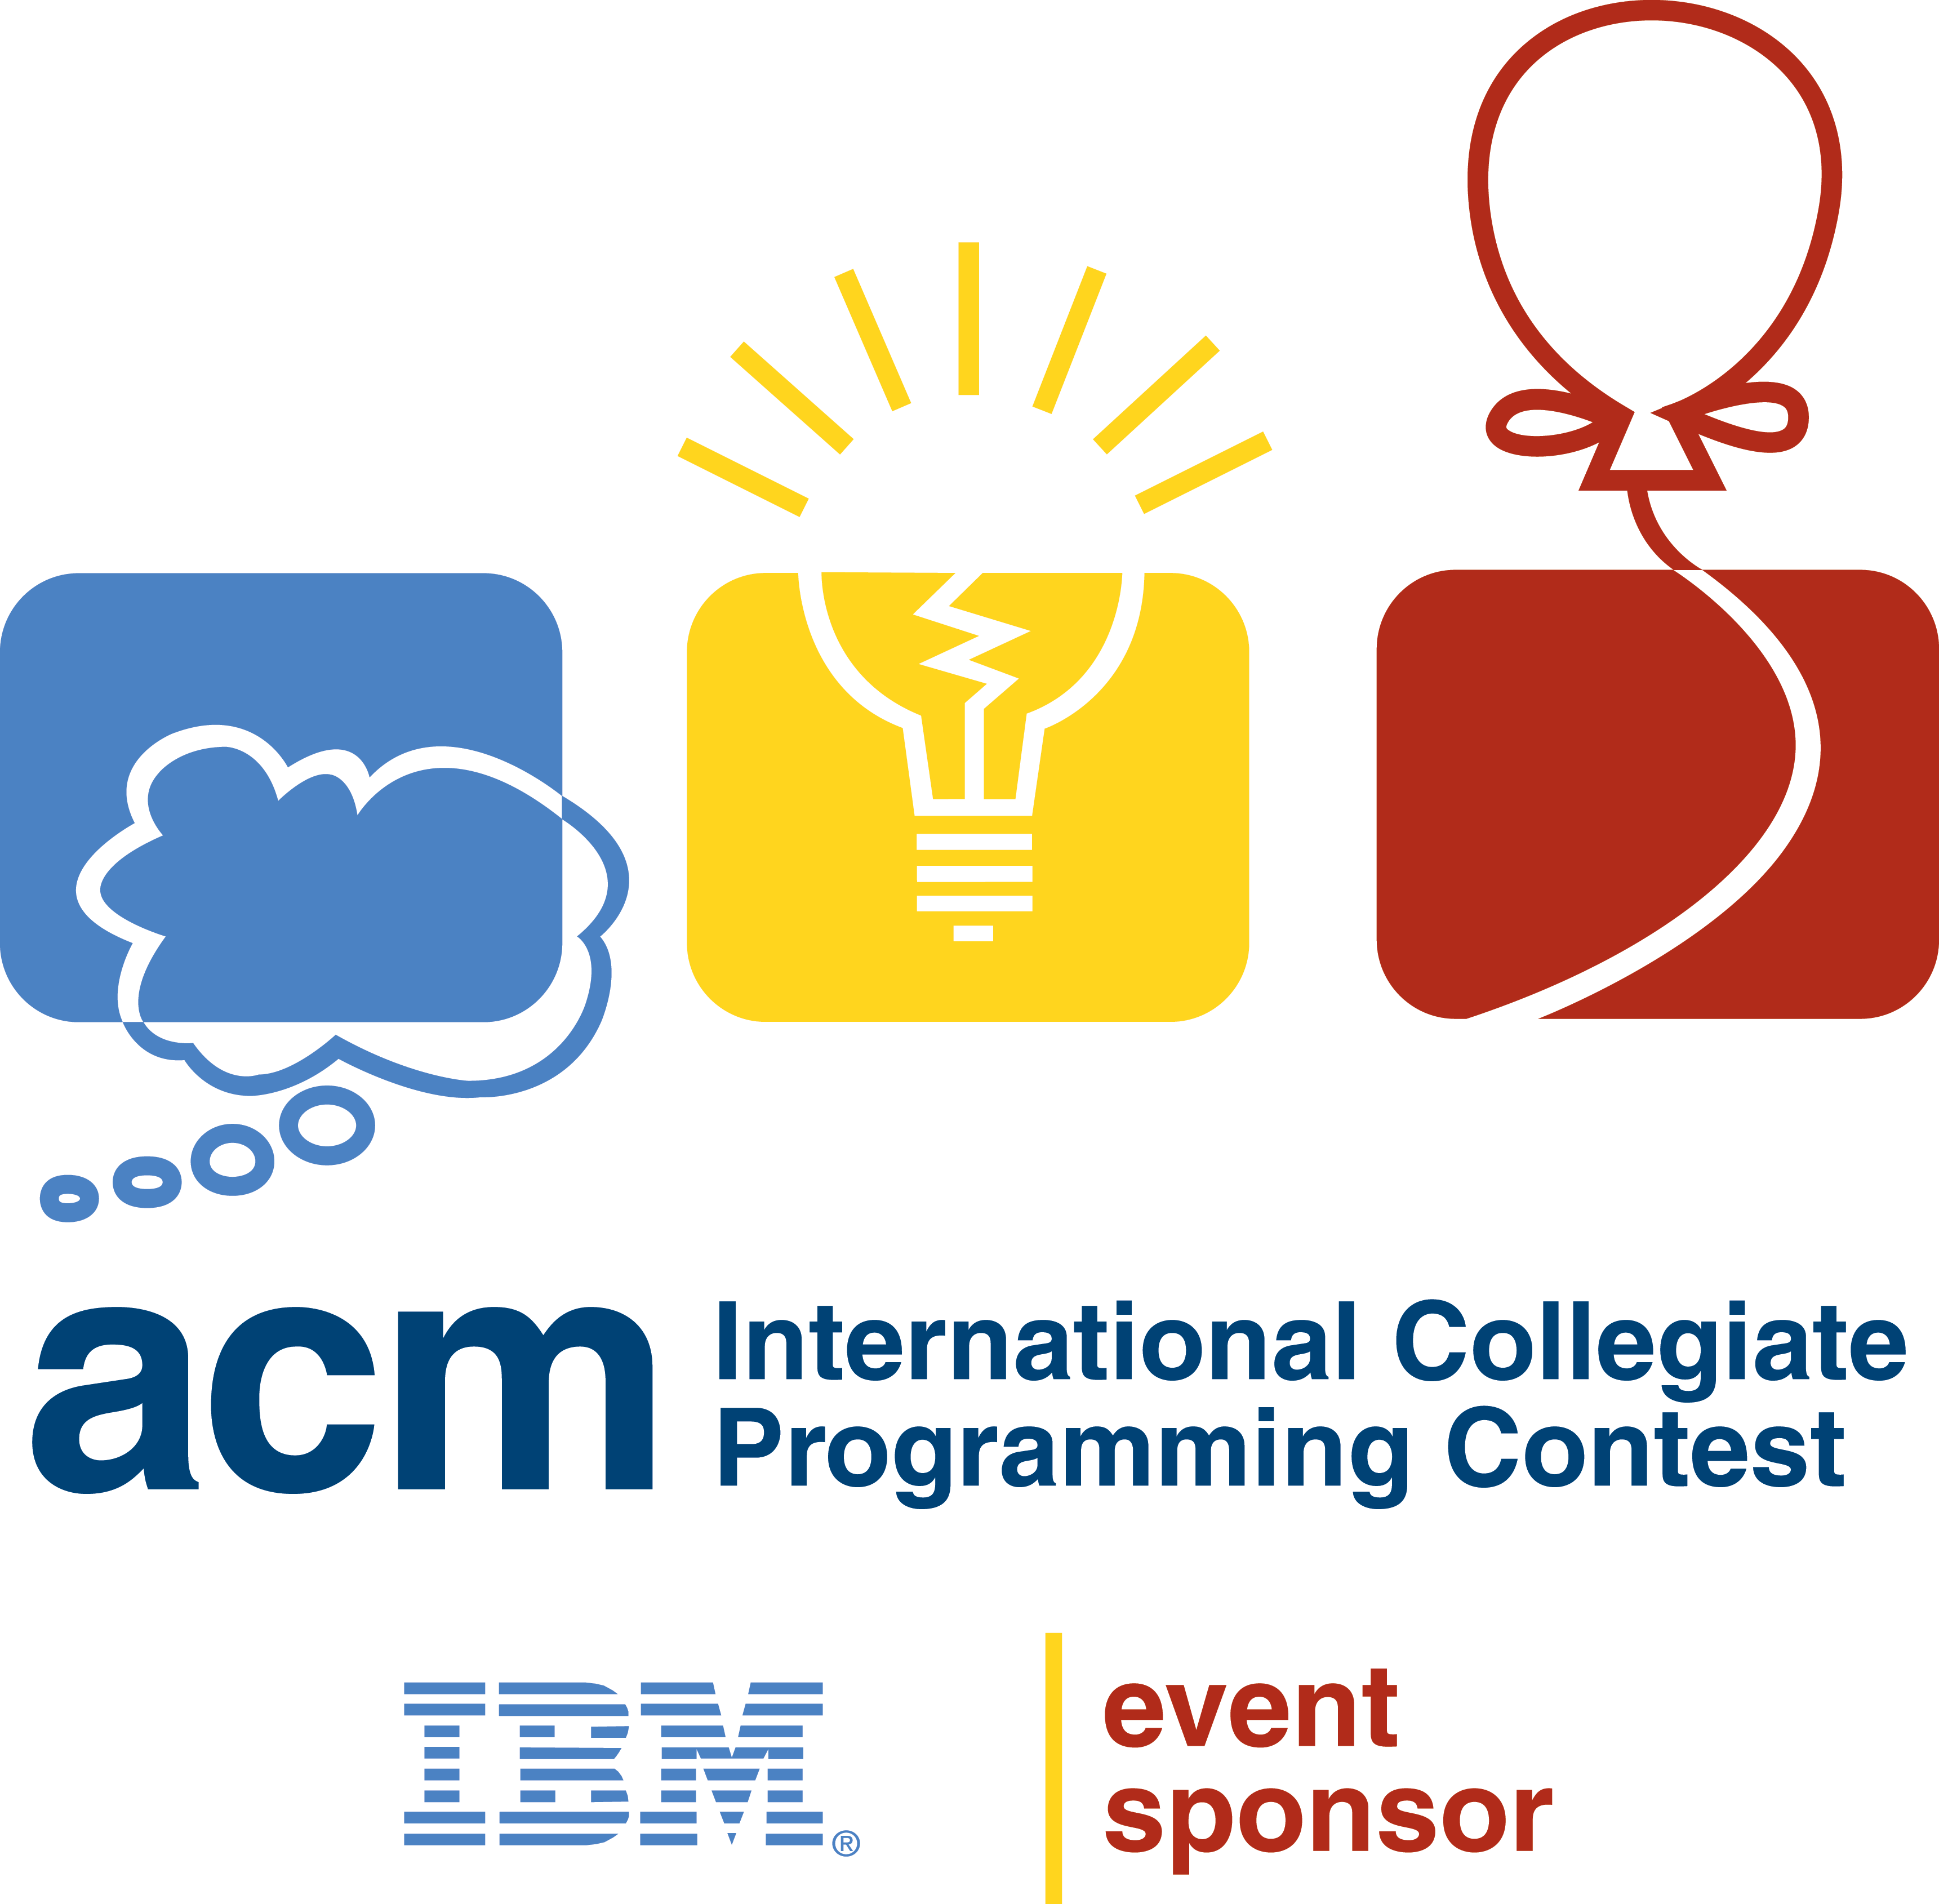 acm
International Collegiate
Programming Contest
IBM®
event
sponsor